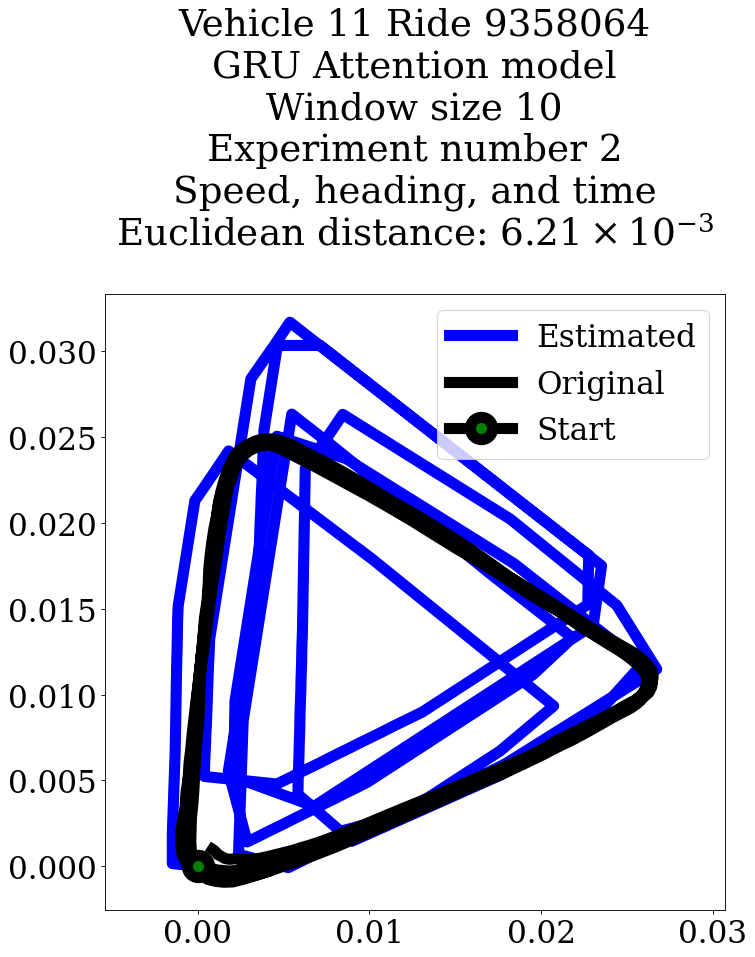 Vehicle 11 Ride 9358064
GRU Attention model
Window size 10
Experiment number 2
Speed, heading, and time
Euclidean distance: 6.21 × 10⁻³
Estimated
Original
Start
0.030
0.025
0.020
0.015
0.010
0.005
0.000
0.00 0.01 0.02 0.03